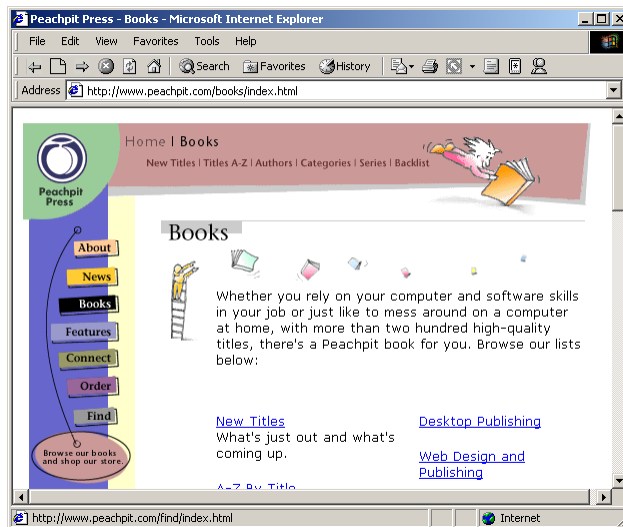 Peachpit Press - Books - Microsoft Internet Explorer
File Edit View Favorites Tools Help
Search Favorites History
Address http://www.peachpit.com/books/index.html
Home | Books
New Titles | Titles A-Z | Authors | Categories | Series | Backlist
Peachpit
Press
Books
About
News
Books
Features
Connect
Order
Find
Browse our books
and shop our store.
Whether you rely on your computer and software skills
in your job or just like to mess around on a computer
at home, with more than two hundred high-quality
titles, there's a Peachpit book for you. Browse our lists
below:
New Titles
What's just out and what's
coming up.
A-Z By Title
Desktop Publishing
Web Design and
Publishing
http://www.peachpit.com/find/index.html
Internet